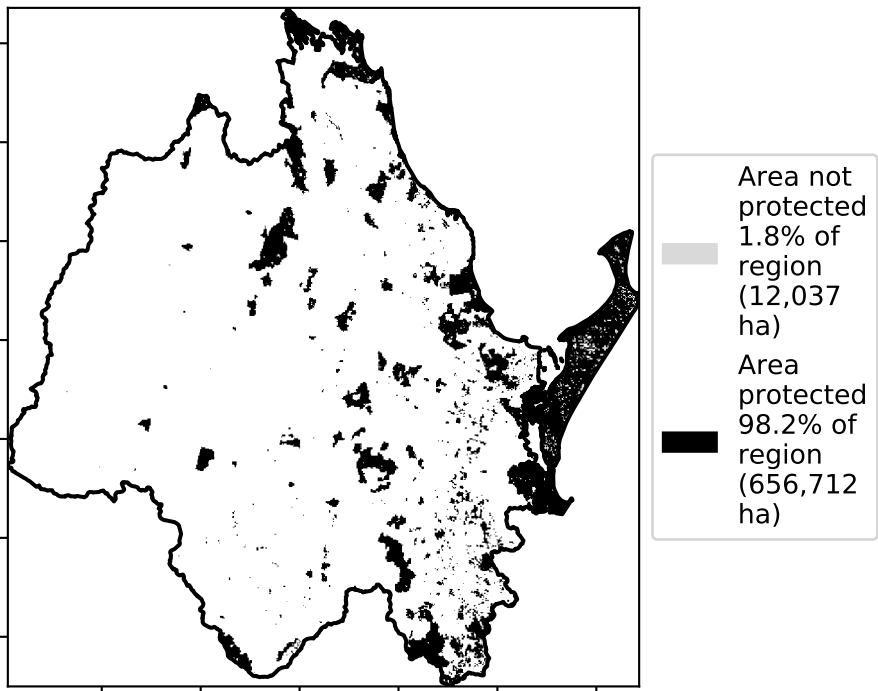 Area not
protected
1.8% of
region
(12,037
ha)
Area
protected
98.2% of
region
(656,712
ha)